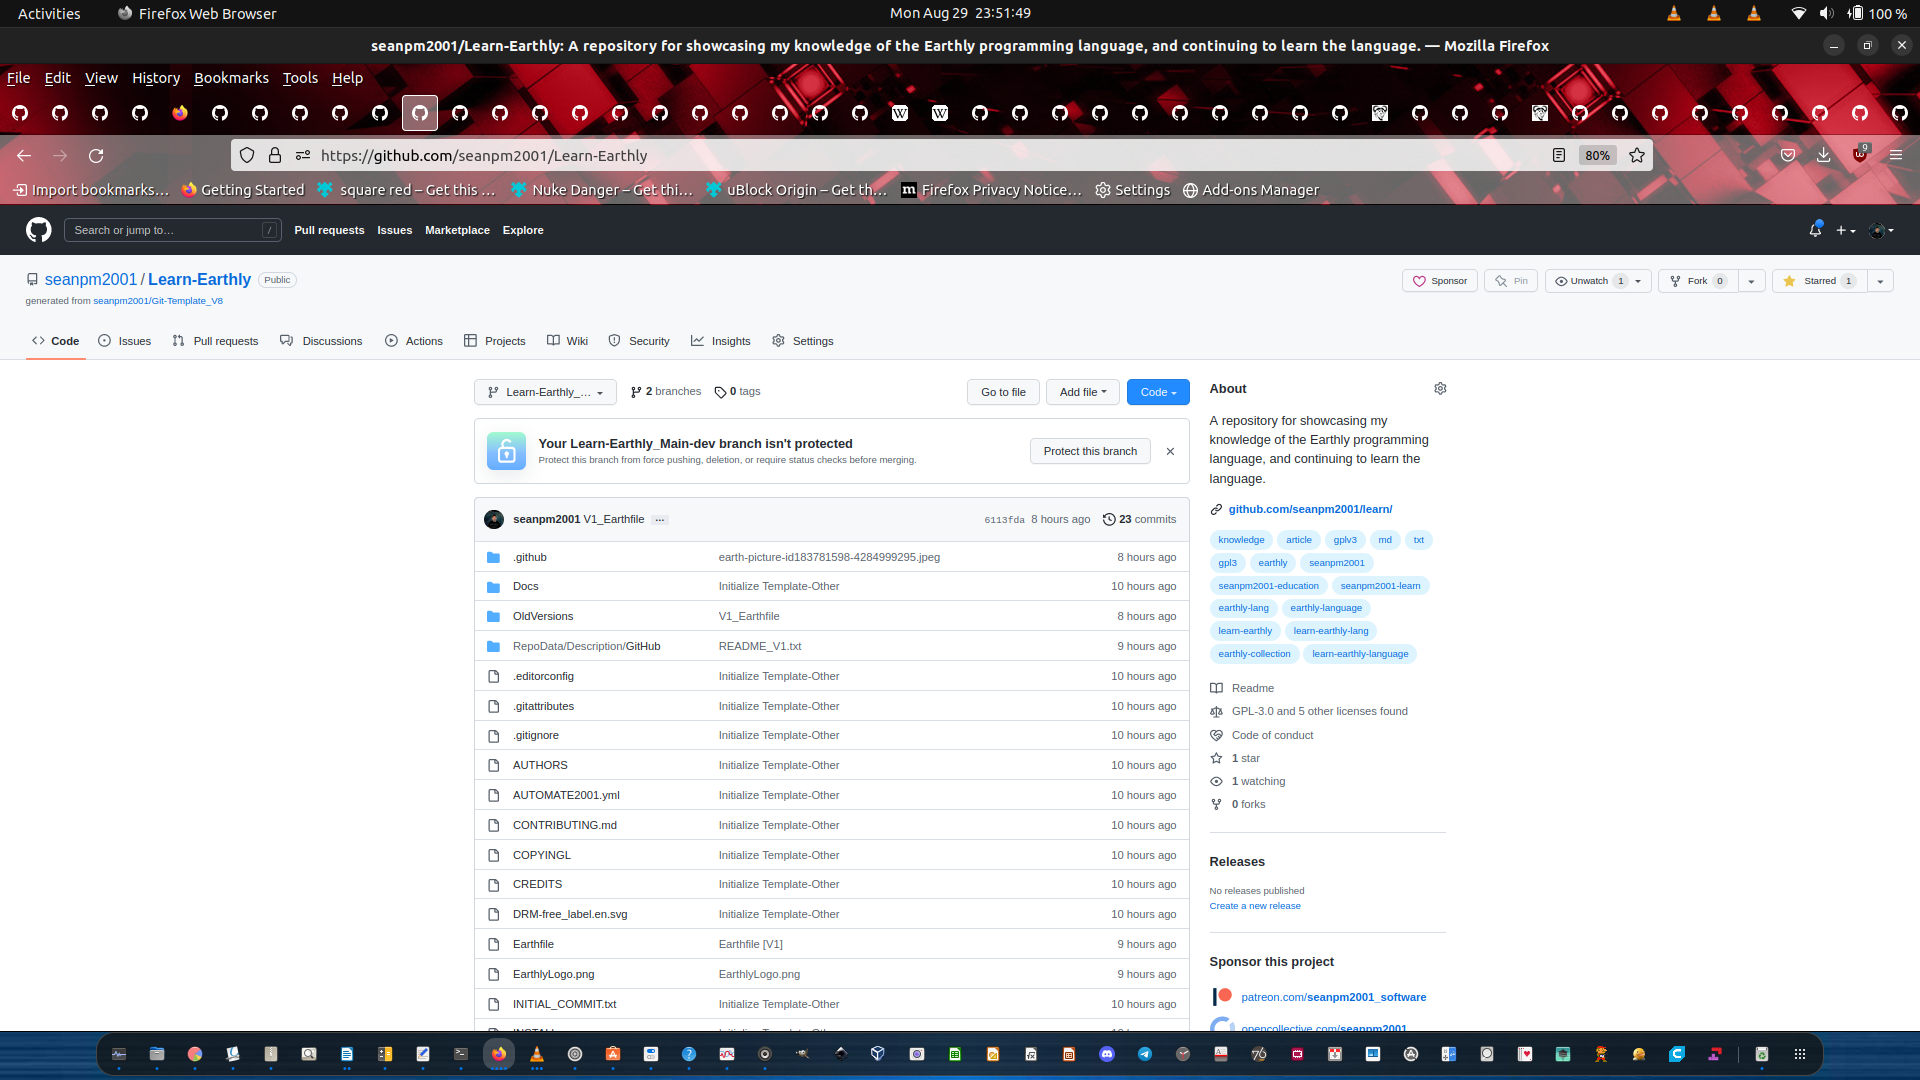 Activities Firefox Web Browser Mon Aug 29 23:51:49 100 %
seanpm2001/Learn-Earthly: A repository for showcasing my knowledge of the Earthly programming language, and continuing to learn the language. — Mozilla Firefox
File Edit View History Bookmarks Tools Help
https://github.com/seanpm2001/Learn-Earthly 80% 9
Import bookmarks… Getting Started square red – Get this … Nuke Danger – Get thi… uBlock Origin – Get th… Firefox Privacy Notice… Settings Add-ons Manager
Search or jump to… / Pull requests Issues Marketplace Explore
seanpm2001 / Learn-Earthly Public Sponsor Pin Unwatch 1 Fork 0 Starred 1
generated from seanpm2001/Git-Template_V8
Code Issues Pull requests Discussions Actions Projects Wiki Security Insights Settings
Learn-Earthly_… 2 branches 0 tags Go to file Add file Code
Your Learn-Earthly_Main-dev branch isn't protected
Protect this branch from force pushing, deletion, or require status checks before merging.
Protect this branch
seanpm2001 V1_Earthfile … 6113fda 8 hours ago 23 commits
.github earth-picture-id183781598-4284999295.jpeg 8 hours ago
Docs Initialize Template-Other 10 hours ago
OldVersions V1_Earthfile 8 hours ago
RepoData/Description/GitHub README_V1.txt 9 hours ago
.editorconfig Initialize Template-Other 10 hours ago
.gitattributes Initialize Template-Other 10 hours ago
.gitignore Initialize Template-Other 10 hours ago
AUTHORS Initialize Template-Other 10 hours ago
AUTOMATE2001.yml Initialize Template-Other 10 hours ago
CONTRIBUTING.md Initialize Template-Other 10 hours ago
COPYINGL Initialize Template-Other 10 hours ago
CREDITS Initialize Template-Other 10 hours ago
DRM-free_label.en.svg Initialize Template-Other 10 hours ago
Earthfile Earthfile [V1] 9 hours ago
EarthlyLogo.png EarthlyLogo.png 9 hours ago
INITIAL_COMMIT.txt Initialize Template-Other 10 hours ago
About
A repository for showcasing my
knowledge of the Earthly programming
language, and continuing to learn the
language.
github.com/seanpm2001/learn/
knowledge article gplv3 md txt
gpl3 earthly seanpm2001
seanpm2001-education seanpm2001-learn
earthly-lang earthly-language
learn-earthly learn-earthly-lang
earthly-collection learn-earthly-language
Readme
GPL-3.0 and 5 other licenses found
Code of conduct
1 star
1 watching
0 forks
Releases
No releases published
Create a new release
Sponsor this project
patreon.com/seanpm2001_software
opencollective.com/seanpm2001